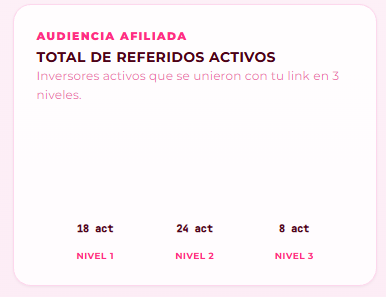 AUDIENCIA AFILIADA
TOTAL DE REFERIDOS ACTIVOS
Inversores activos que se unieron con tu link en 3
niveles.
18 act 24 act 8 act
NIVEL 1 NIVEL 2 NIVEL 3